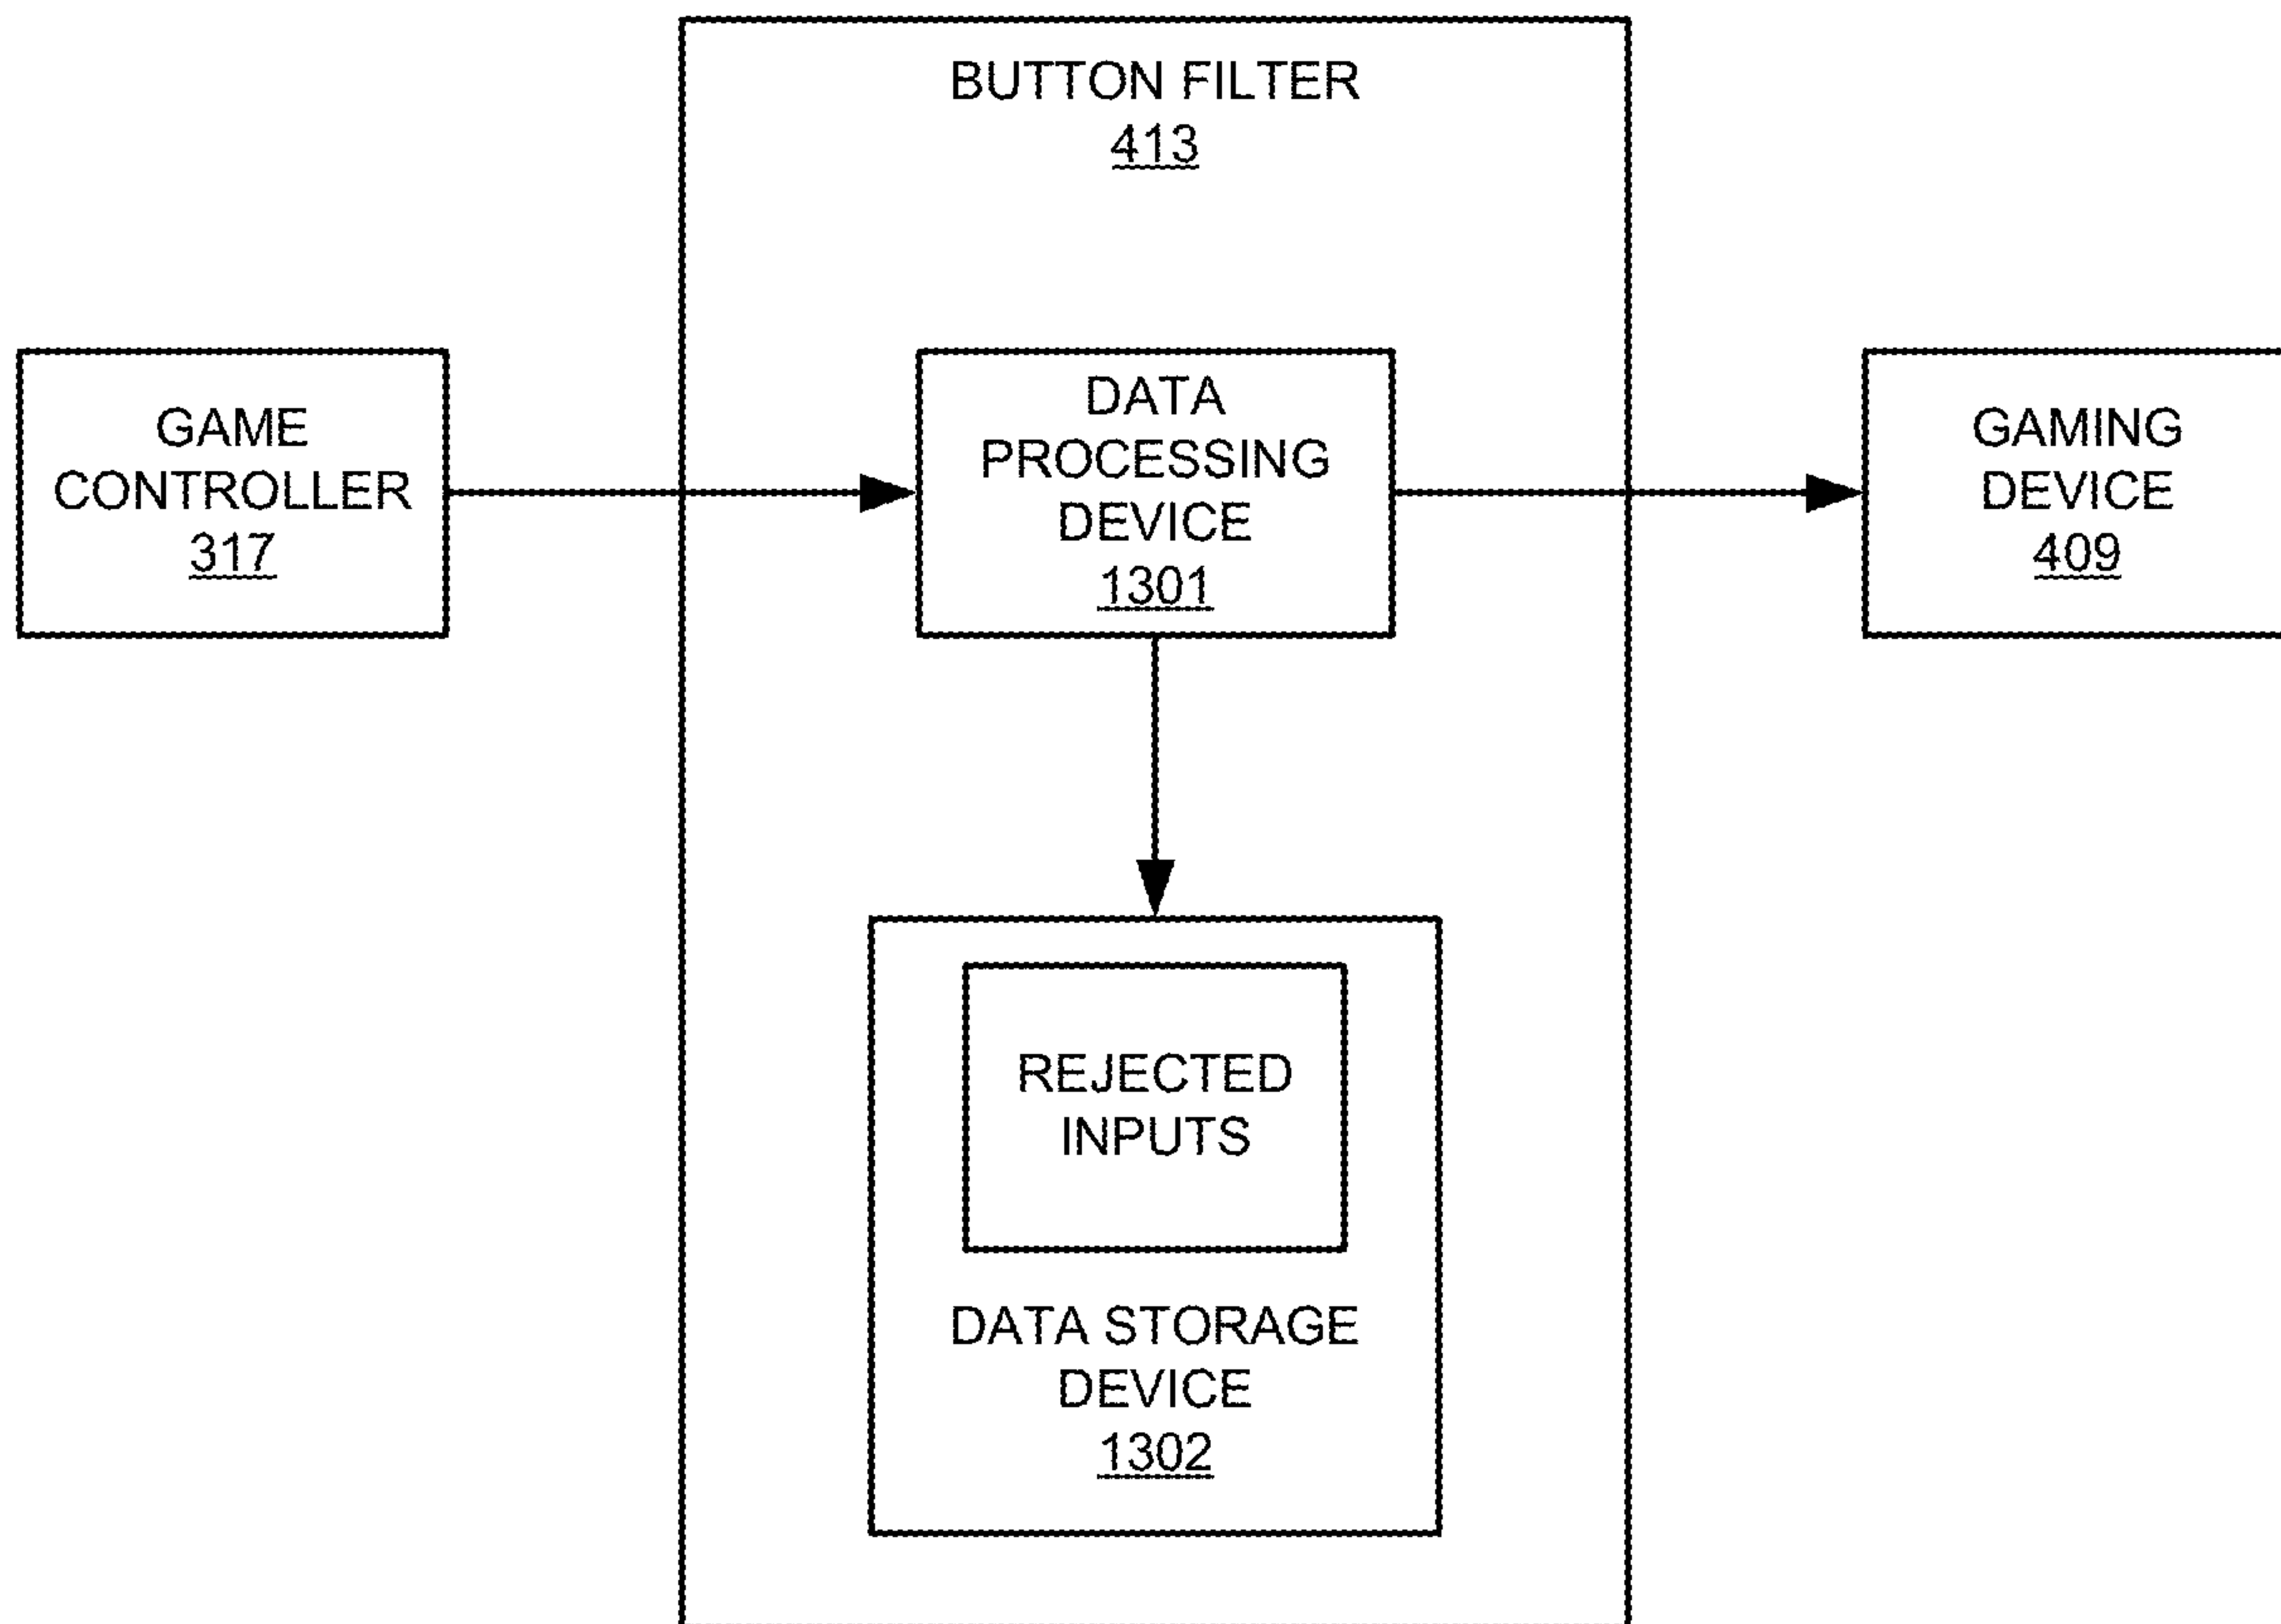 BUTTON FILTER
413
GAME
CONTROLLER
317
DATA
PROCESSING
DEVICE
1301
GAMING
DEVICE
409
REJECTED
INPUTS
DATA STORAGE
DEVICE
1302